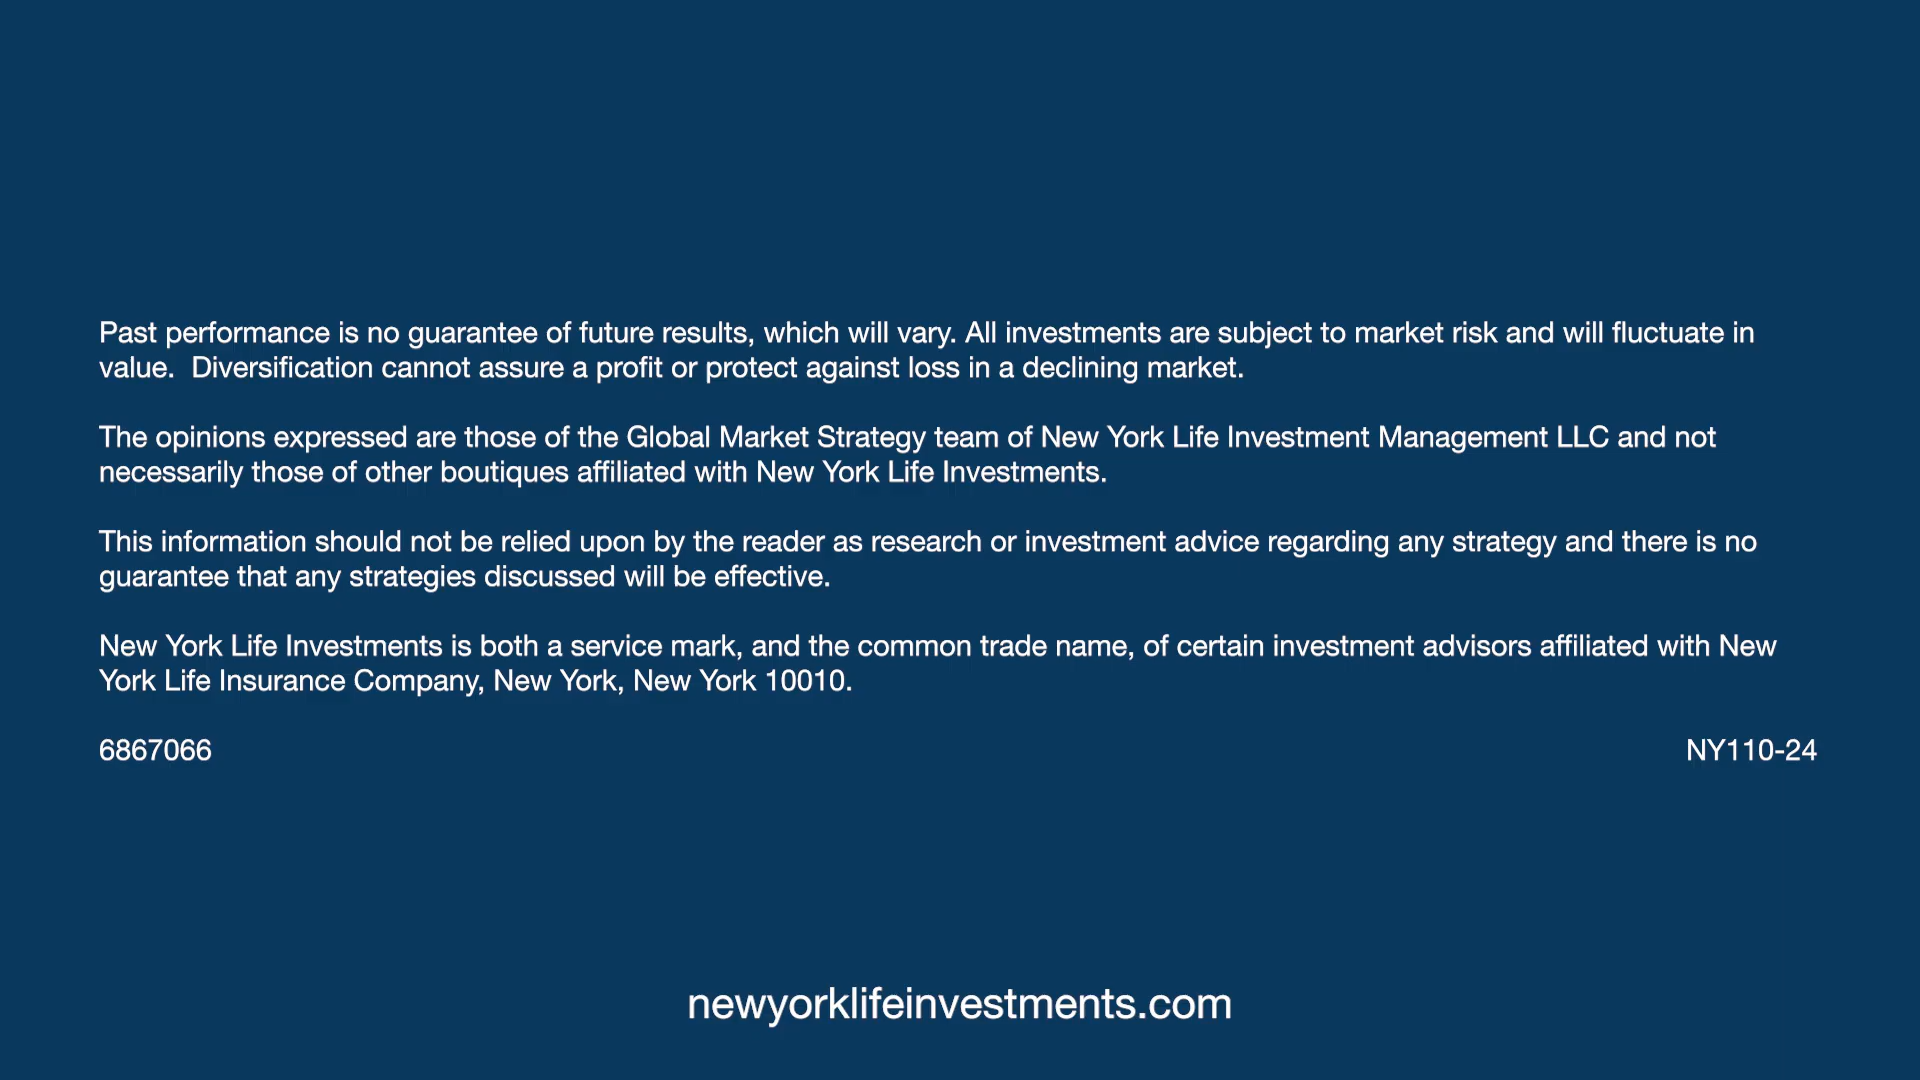 Past performance is no guarantee of future results, which will vary. All investments are subject to market risk and will fluctuate in
value.  Diversification cannot assure a profit or protect against loss in a declining market.
The opinions expressed are those of the Global Market Strategy team of New York Life Investment Management LLC and not
necessarily those of other boutiques affiliated with New York Life Investments.
This information should not be relied upon by the reader as research or investment advice regarding any strategy and there is no
guarantee that any strategies discussed will be effective.
New York Life Investments is both a service mark, and the common trade name, of certain investment advisors affiliated with New
York Life Insurance Company, New York, New York 10010.
6867066 NY110-24
newyorklifeinvestments.com